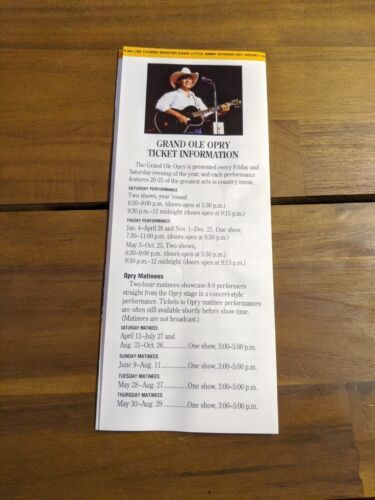 LEE COOPER SKEETER DAVIS LITTLE JIMMY DICKENS ROY DRUSKY
GRAND OLE OPRY
TICKET INFORMATION
The Grand Ole Opry is presented every Friday and
Saturday evening of the year, and each performance
features 20-25 of the greatest acts in country music.
SATURDAY PERFORMANCE
Two shows, year 'round
6:30–9:00 p.m. (doors open at 5:30 p.m.)
9:30 p.m.–12 midnight (doors open at 9:15 p.m.)
FRIDAY PERFORMANCE
Jan. 4–April 26 and Nov. 1–Dec. 27, One show,
7:30–11:00 p.m. (doors open at 6:30 p.m.)
May 3–Oct. 25, Two shows,
6:30–9:00 p.m. (doors open at 5:30 p.m.)
9:30 p.m.–12 midnight (doors open at 9:15 p.m.)
Opry Matinees
Two-hour matinees showcase 8-9 performers
straight from the Opry stage in a concert-style
performance. Tickets to Opry matinee performances
are often still available shortly before show time.
(Matinees are not broadcast.)
SATURDAY MATINEES
April 13–July 27 and
Aug. 31–Oct. 26..............One show, 3:00–5:00 p.m.
SUNDAY MATINEES
June 9–Aug. 11..............One show, 3:00–5:00 p.m.
TUESDAY MATINEES
May 28–Aug. 27..............One show, 3:00–5:00 p.m.
THURSDAY MATINEES
May 30–Aug. 29..............One show, 3:00–5:00 p.m.